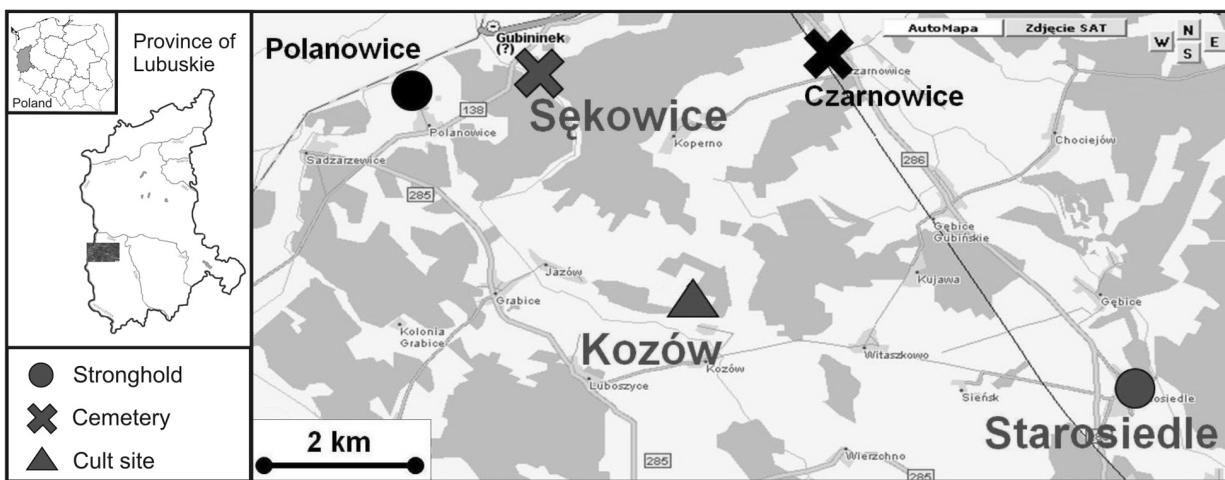 Province of
Lubuskie
Poland
Stronghold
Cemetery
Cult site
AutoMapa
Zdjęcie SAT
N
W
E
S
Polanowice
Gubininek
(?)
Sękowice
Czarnowice
138
Polanowice
Koperno
Chociejów
Sadzarzewice
285
286
Gębice
Gubińskie
Jazów
Kujawa
Grabice
Gębice
Kolonia
Grabice
Kozów
Witaszkowo
Kozów
Luboszyce
Sieńsk
Starosiedle
2 km
285
Wierzchno
285